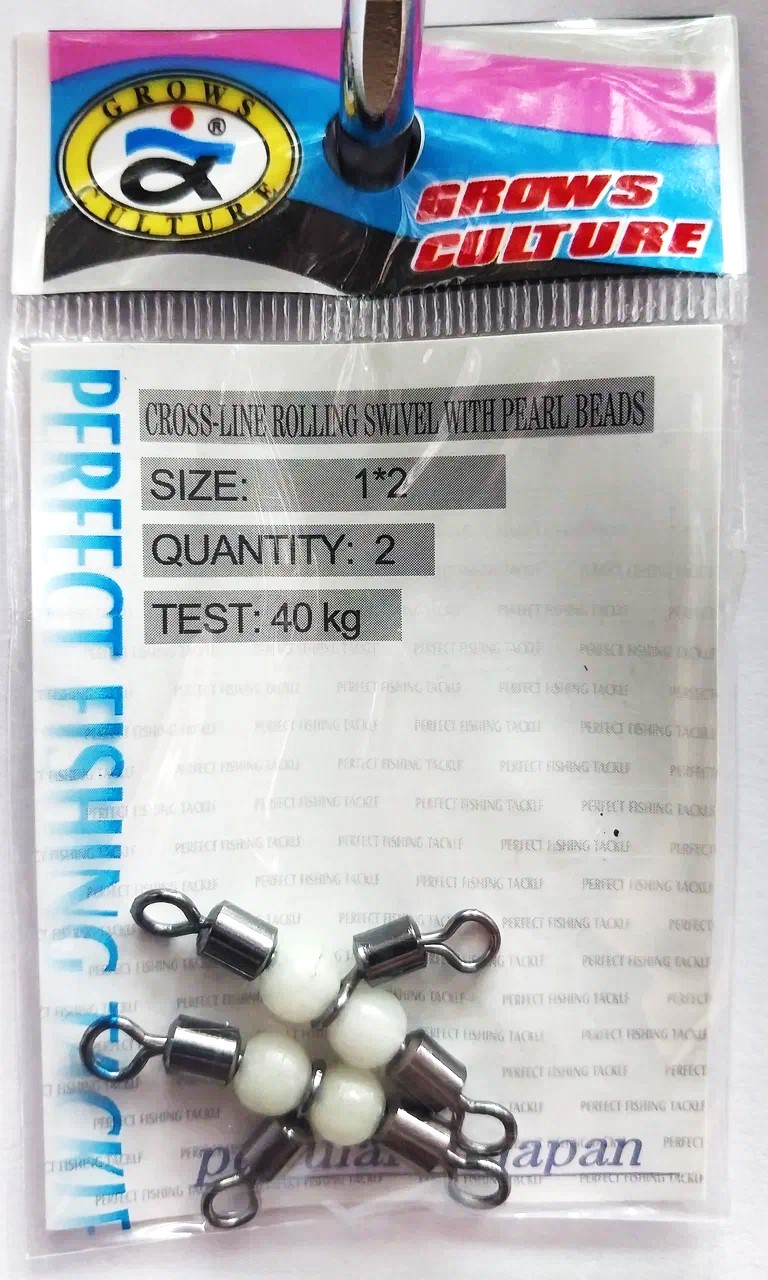 GROWS
®
CULTURE
GROWS
CULTURE
PERFECT FISHING TACKLE
CROSS-LINE ROLLING SWIVEL WITH PEARL BEADS
SIZE: 1*2
QUANTITY: 2
TEST: 40 kg
PERFECT FISHING TACKLE
japan